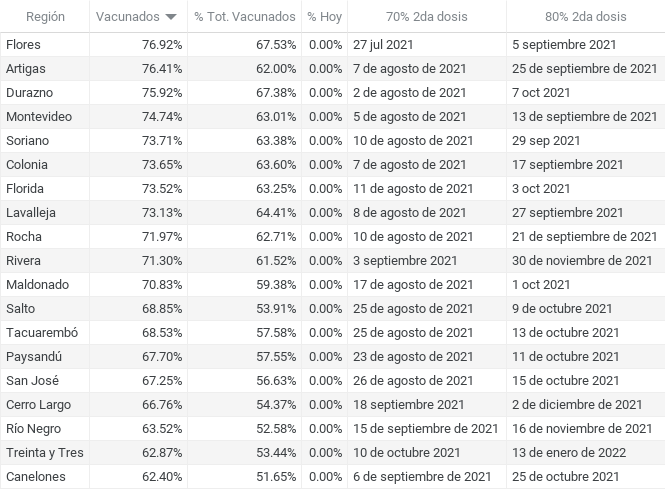 Región Vacunados % Tot. Vacunados % Hoy 70% 2da dosis 80% 2da dosis
Flores 76.92% 67.53% 0.00% 27 jul 2021 5 septiembre 2021
Artigas 76.41% 62.00% 0.00% 7 de agosto de 2021 25 de septiembre de 2021
Durazno 75.92% 67.38% 0.00% 2 de agosto de 2021 7 oct 2021
Montevideo 74.74% 63.01% 0.00% 5 de agosto de 2021 13 de septiembre de 2021
Soriano 73.71% 63.38% 0.00% 10 de agosto de 2021 29 sep 2021
Colonia 73.65% 63.60% 0.00% 7 de agosto de 2021 17 septiembre 2021
Florida 73.52% 63.25% 0.00% 11 de agosto de 2021 3 oct 2021
Lavalleja 73.13% 64.41% 0.00% 8 de agosto de 2021 27 septiembre 2021
Rocha 71.97% 62.71% 0.00% 10 de agosto de 2021 21 de septiembre de 2021
Rivera 71.30% 61.52% 0.00% 3 septiembre 2021 30 de noviembre de 2021
Maldonado 70.83% 59.38% 0.00% 17 de agosto de 2021 1 oct 2021
Salto 68.85% 53.91% 0.00% 25 de agosto de 2021 9 de octubre 2021
Tacuarembó 68.53% 57.58% 0.00% 25 de agosto de 2021 13 de octubre 2021
Paysandú 67.70% 57.55% 0.00% 23 de agosto de 2021 11 de octubre 2021
San José 67.25% 56.63% 0.00% 26 de agosto de 2021 15 de octubre 2021
Cerro Largo 66.76% 54.37% 0.00% 18 septiembre 2021 2 de diciembre de 2021
Río Negro 63.52% 52.58% 0.00% 15 de septiembre de 2021 16 de noviembre de 2021
Treinta y Tres 62.87% 53.44% 0.00% 10 de octubre 2021 13 de enero de 2022
Canelones 62.40% 51.65% 0.00% 6 de septiembre de 2021 25 de octubre 2021